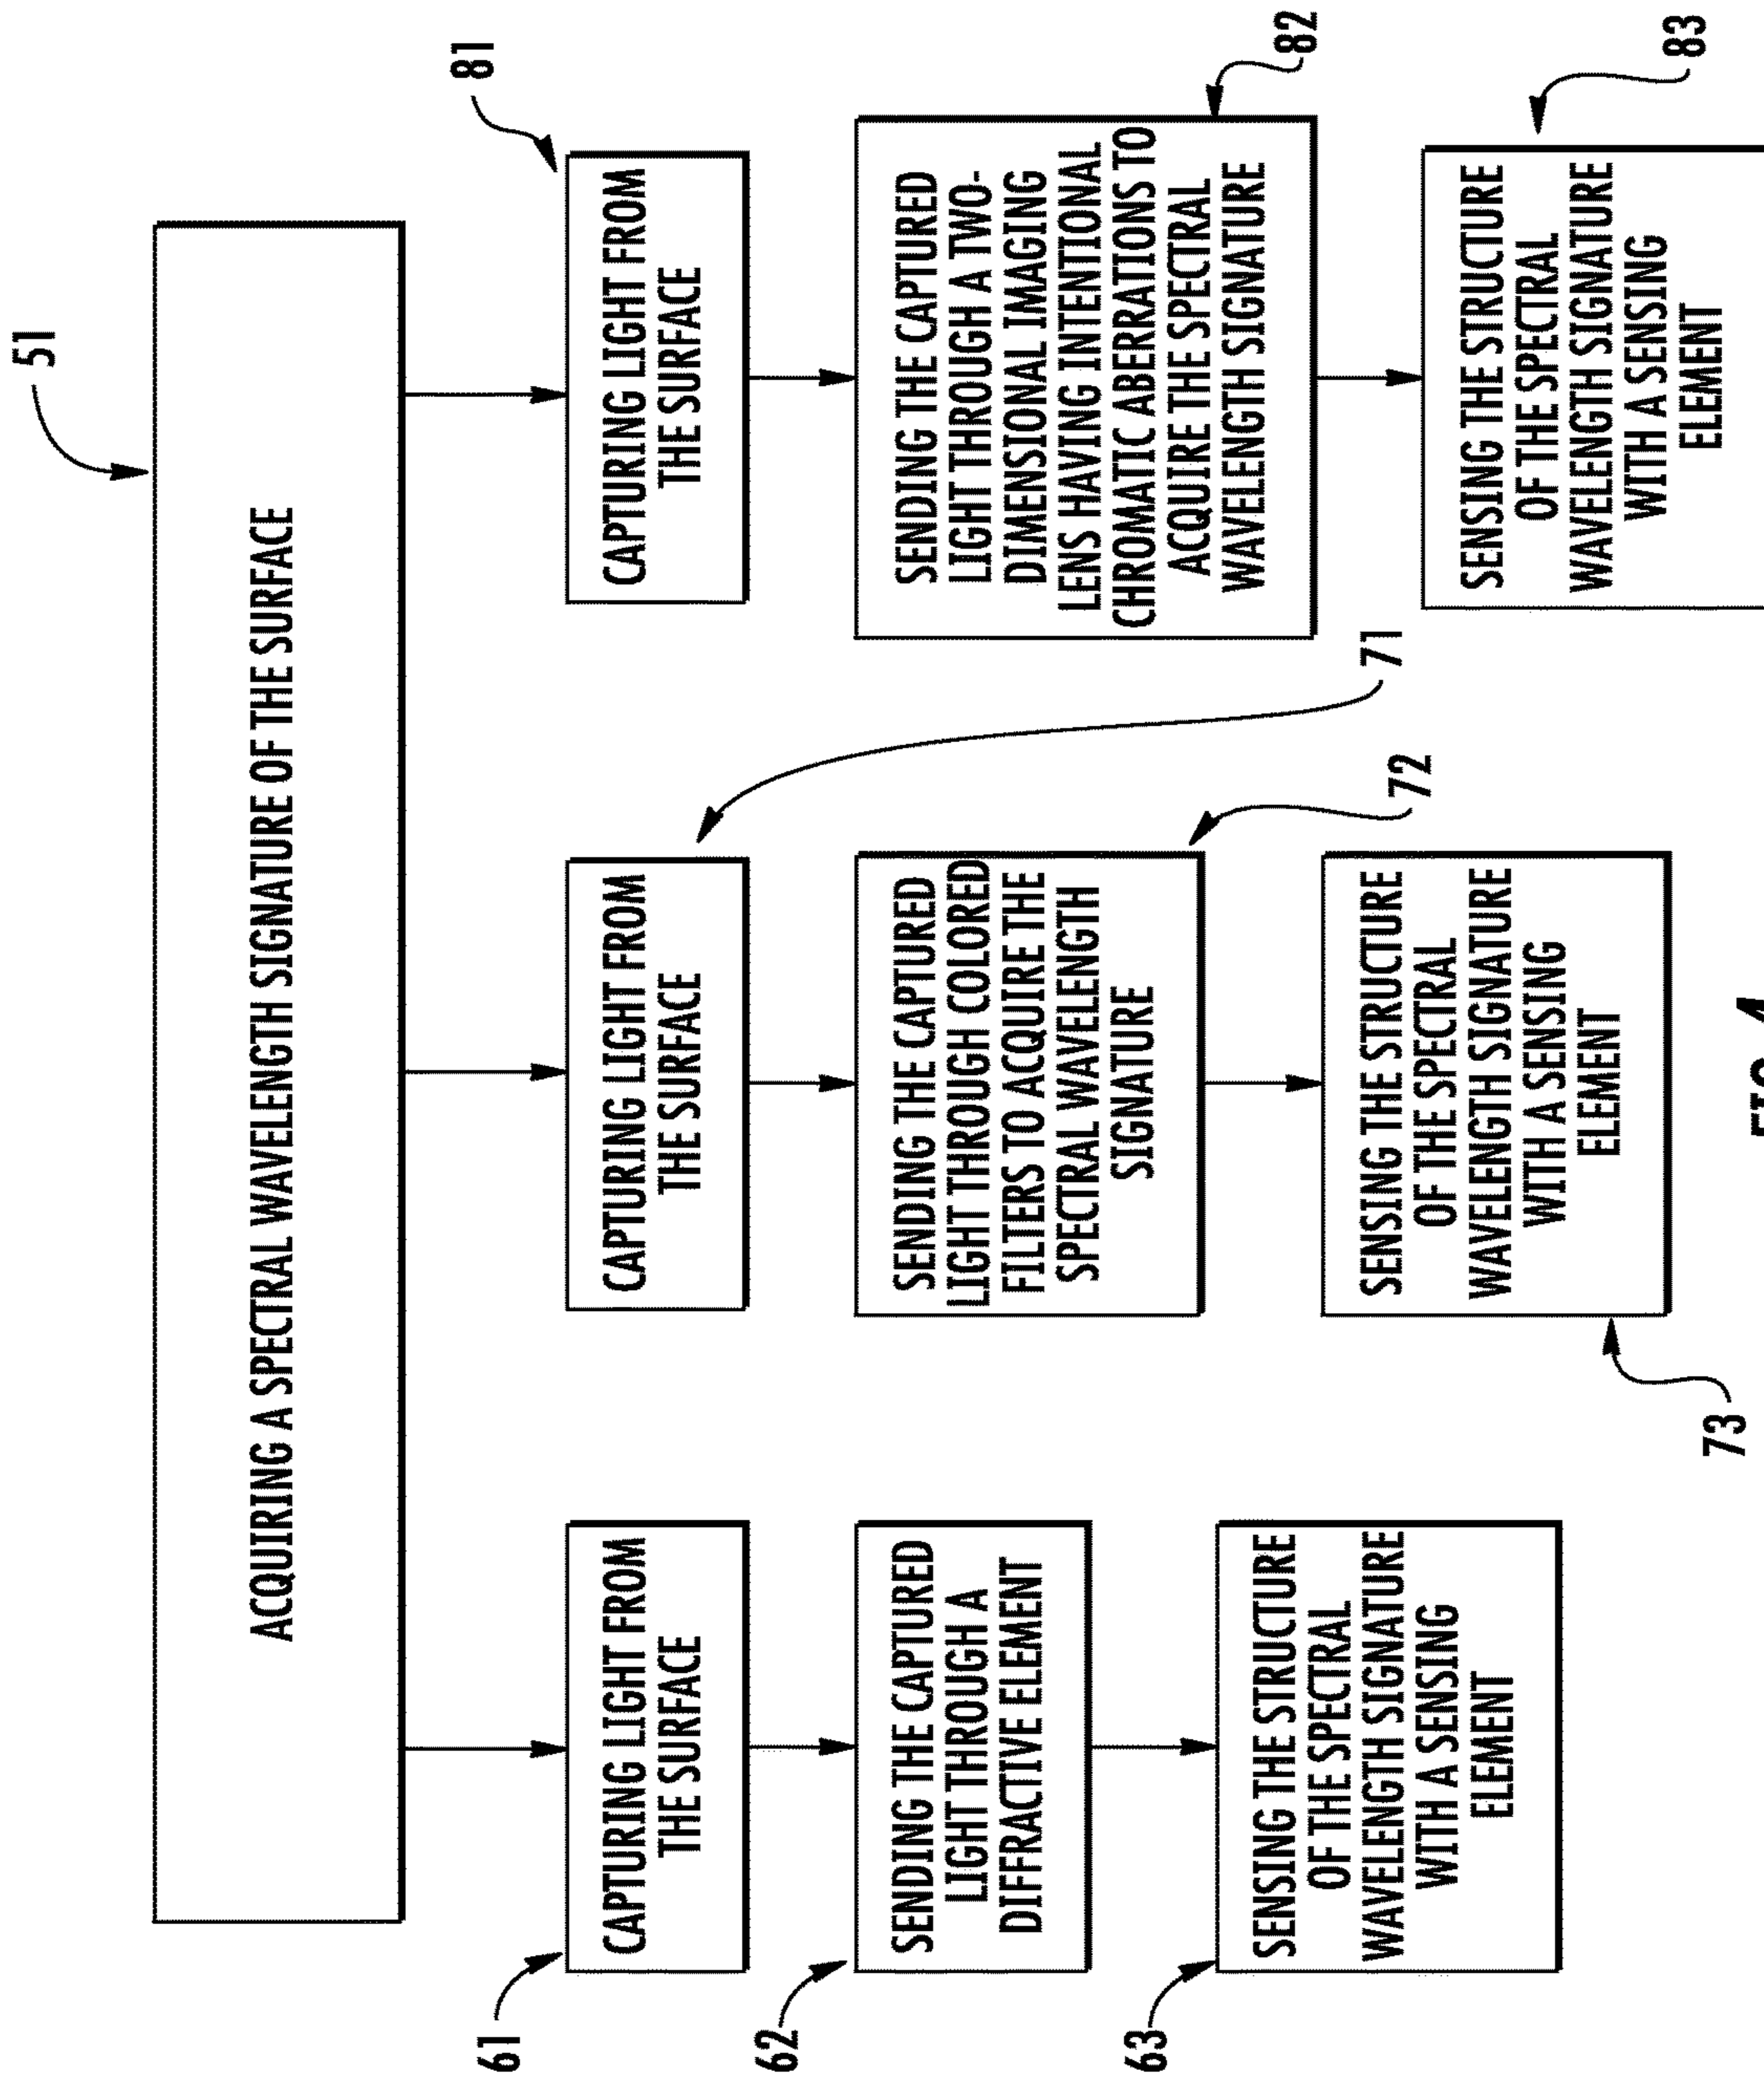 51
ACQUIRING A SPECTRAL WAVELENGTH SIGNATURE OF THE SURFACE
61
CAPTURING LIGHT FROM
THE SURFACE
62
SENDING THE CAPTURED
LIGHT THROUGH A
DIFFRACTIVE ELEMENT
63
SENSING THE STRUCTURE
OF THE SPECTRAL
WAVELENGTH SIGNATURE
WITH A SENSING
ELEMENT
71
CAPTURING LIGHT FROM
THE SURFACE
72
SENDING THE CAPTURED
LIGHT THROUGH COLORED
FILTERS TO ACQUIRE THE
SPECTRAL WAVELENGTH
SIGNATURE
73
SENSING THE STRUCTURE
OF THE SPECTRAL
WAVELENGTH SIGNATURE
WITH A SENSING
ELEMENT
81
CAPTURING LIGHT FROM
THE SURFACE
82
SENDING THE CAPTURED
LIGHT THROUGH A TWO-
DIMENSIONAL IMAGING
LENS HAVING INTENTIONAL
CHROMATIC ABERRATIONS TO
ACQUIRE THE SPECTRAL
WAVELENGTH SIGNATURE
83
SENSING THE STRUCTURE
OF THE SPECTRAL
WAVELENGTH SIGNATURE
WITH A SENSING
ELEMENT